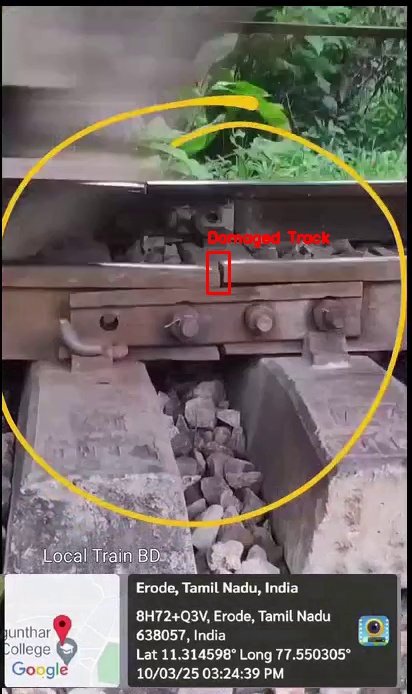 Damaged Track
Local Train BD
gunthar
College
Google
Erode, Tamil Nadu, India
8H72+Q3V, Erode, Tamil Nadu
638057, India
Lat 11.314598° Long 77.550305°
10/03/25 03:24:39 PM